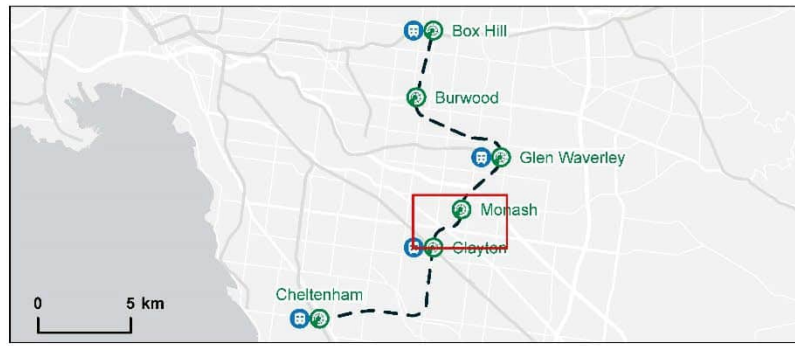 Box Hill
Burwood
Glen Waverley
Monash
Clayton
Cheltenham
0 5 km